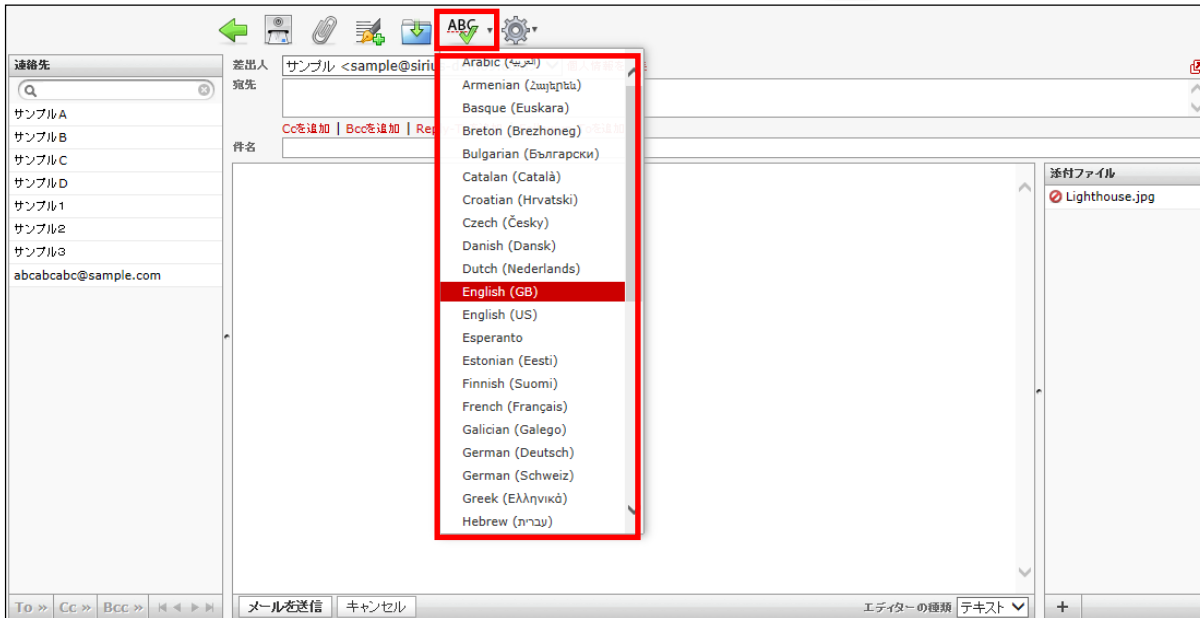 ABC
連絡先
サンプルA
サンプルB
サンプルC
サンプルD
サンプル1
サンプル2
サンプル3
abcabcabc@sample.com
To » Cc » Bcc »
差出人 サンプル <sample@siriu
宛先
Ccを追加 | Bccを追加 | Rep
件名
Arabic (العربية)
Armenian (Հայերեն)
Basque (Euskara)
Breton (Brezhoneg)
Bulgarian (Български)
Catalan (Català)
Croatian (Hrvatski)
Czech (Česky)
Danish (Dansk)
Dutch (Nederlands)
English (GB)
English (US)
Esperanto
Estonian (Eesti)
Finnish (Suomi)
French (Français)
Galician (Galego)
German (Deutsch)
German (Schweiz)
Greek (Ελληνικά)
Hebrew (עברית)
添付ファイル
Lighthouse.jpg
メールを送信 キャンセル
エディターの種類 テキスト
+